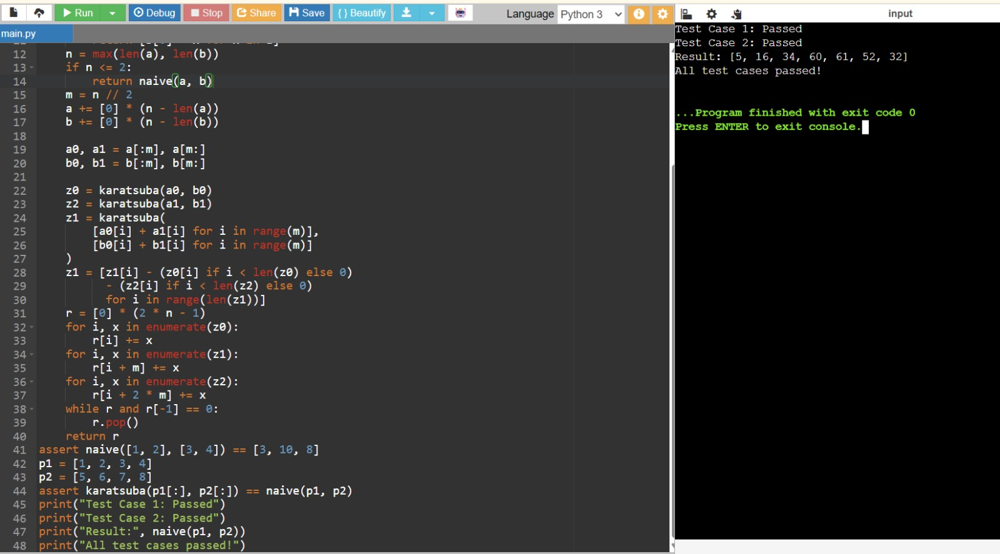 Run Debug Stop Share Save { } Beautify Language Python 3 input
main.py
12 n = max(len(a), len(b))
13 if n <= 2:
14 return naive(a, b)
15 m = n // 2
16 a += [0] * (n - len(a))
17 b += [0] * (n - len(b))
18
19 a0, a1 = a[:m], a[m:]
20 b0, b1 = b[:m], b[m:]
21
22 z0 = karatsuba(a0, b0)
23 z2 = karatsuba(a1, b1)
24 z1 = karatsuba(
25 [a0[i] + a1[i] for i in range(m)],
26 [b0[i] + b1[i] for i in range(m)]
27 )
28 z1 = [z1[i] - (z0[i] if i < len(z0) else 0)
29 - (z2[i] if i < len(z2) else 0)
30 for i in range(len(z1))]
31 r = [0] * (2 * n - 1)
32 for i, x in enumerate(z0):
33 r[i] += x
34 for i, x in enumerate(z1):
35 r[i + m] += x
36 for i, x in enumerate(z2):
37 r[i + 2 * m] += x
38 while r and r[-1] == 0:
39 r.pop()
40 return r
41 assert naive([1, 2], [3, 4]) == [3, 10, 8]
42 p1 = [1, 2, 3, 4]
43 p2 = [5, 6, 7, 8]
44 assert karatsuba(p1[:], p2[:]) == naive(p1, p2)
45 print("Test Case 1: Passed")
46 print("Test Case 2: Passed")
47 print("Result:", naive(p1, p2))
48 print("All test cases passed!")
Test Case 1: Passed
Test Case 2: Passed
Result: [5, 16, 34, 60, 61, 52, 32]
All test cases passed!
...Program finished with exit code 0
Press ENTER to exit console.